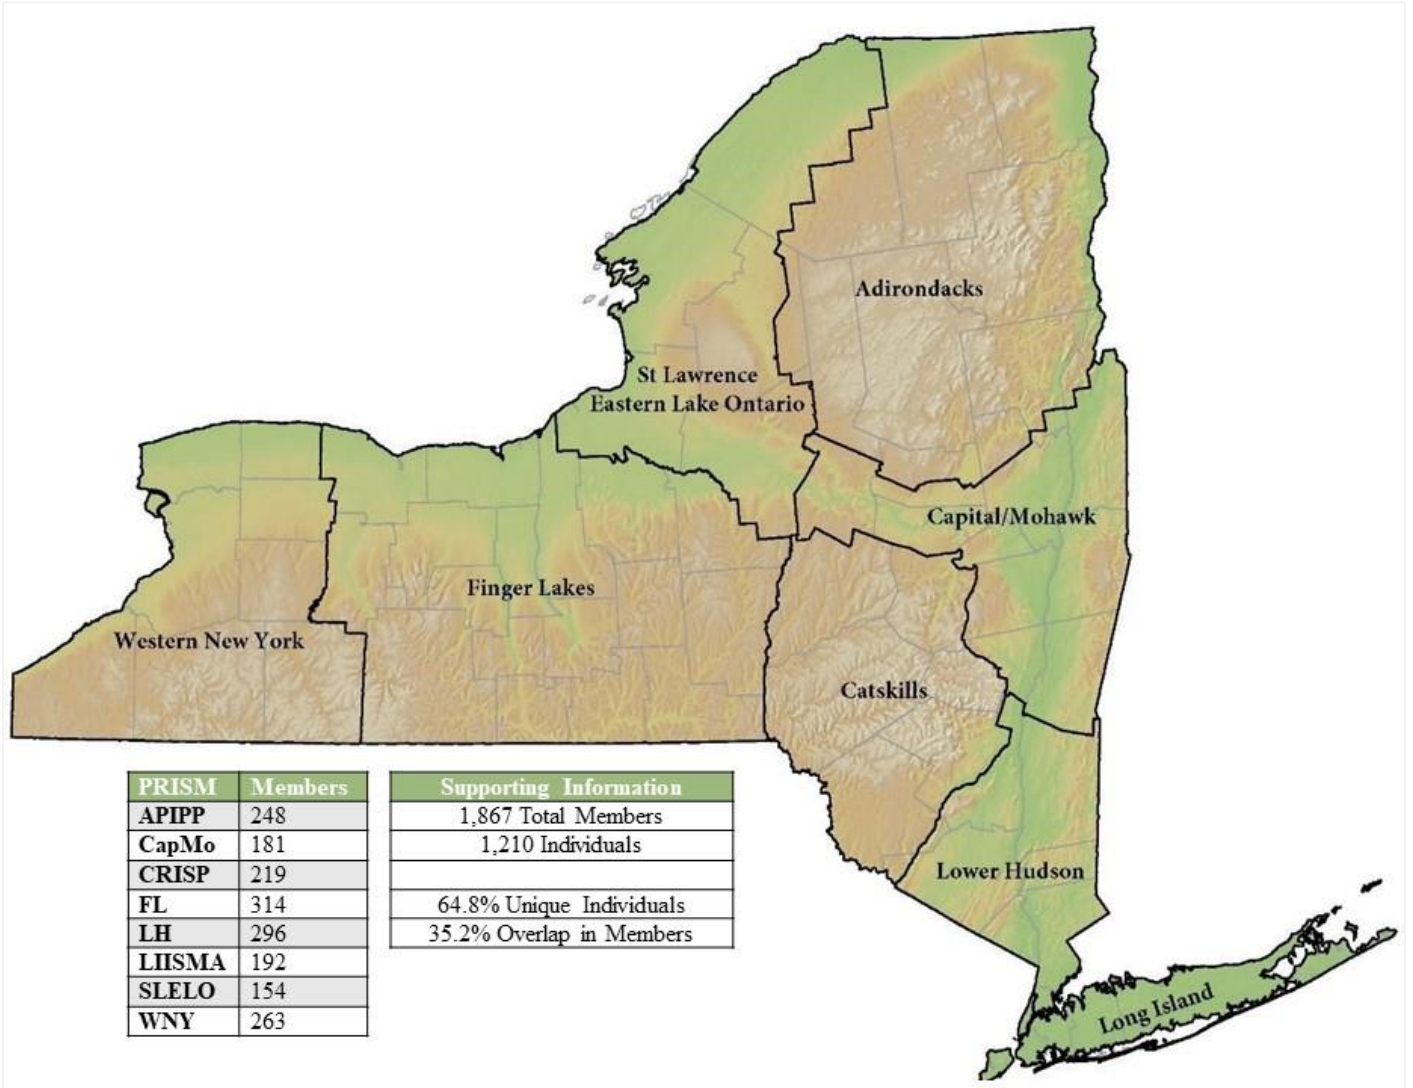 Adirondacks
St Lawrence
Eastern Lake Ontario
Capital/Mohawk
Finger Lakes
Western New York
Catskills
Lower Hudson
Long Island
PRISM Members
APIPP 248
CapMo 181
CRISP 219
FL 314
LH 296
LIISMA 192
SLELO 154
WNY 263
Supporting Information
1,867 Total Members
1,210 Individuals
64.8% Unique Individuals
35.2% Overlap in Members